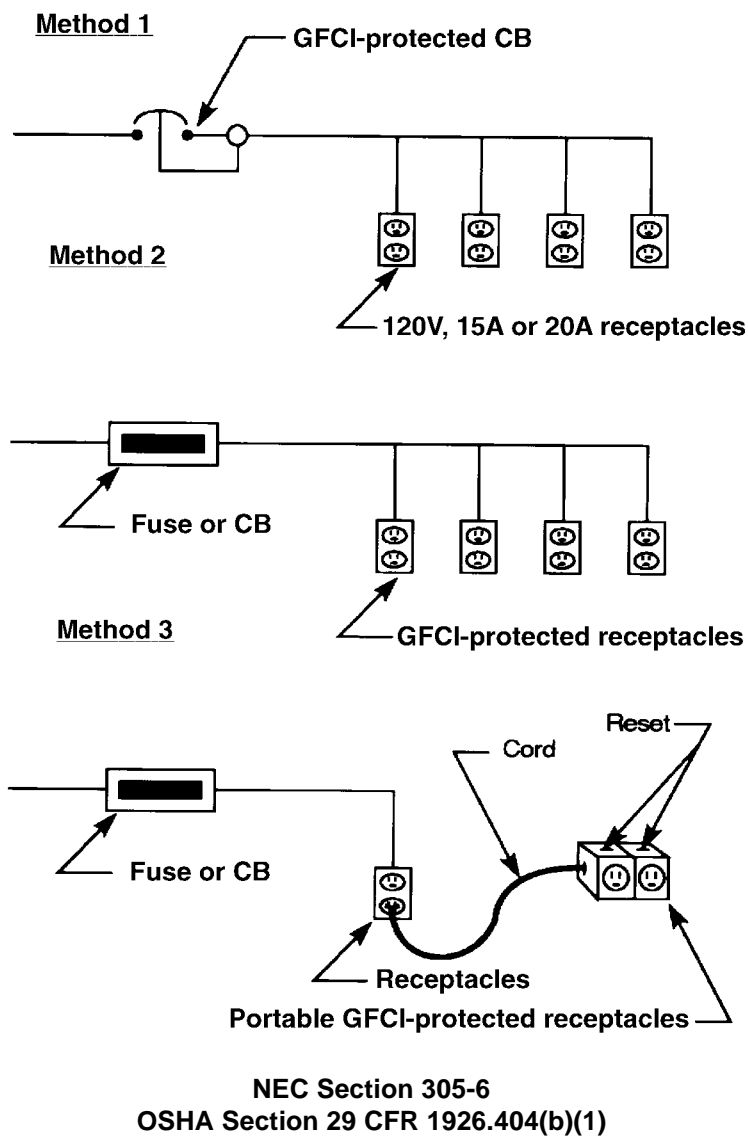 Method 1
GFCI-protected CB
Method 2
120V, 15A or 20A receptacles
Fuse or CB
Method 3
GFCI-protected receptacles
Reset
Cord
Fuse or CB
Receptacles
Portable GFCI-protected receptacles
NEC Section 305-6
OSHA Section 29 CFR 1926.404(b)(1)